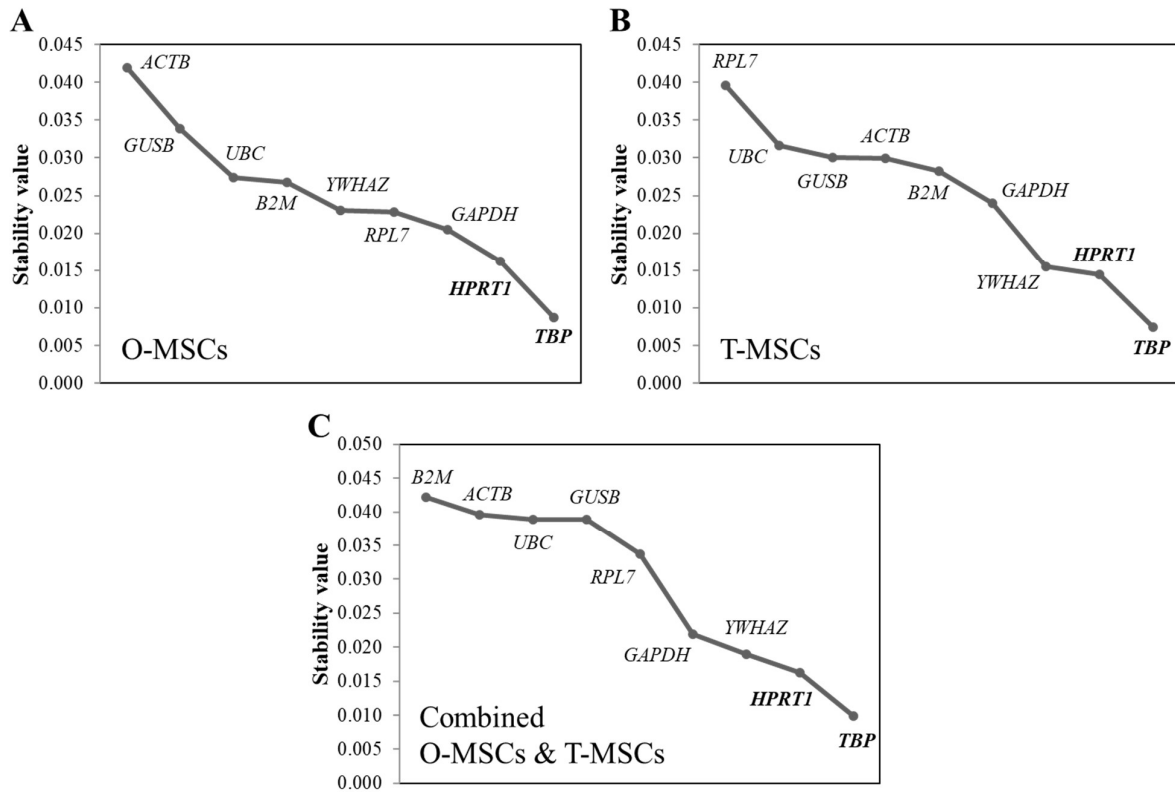 A
Stability value
0.045
0.040
0.035
0.030
0.025
0.020
0.015
0.010
0.005
0.000
ACTB
GUSB
UBC
B2M
YWHAZ
RPL7
GAPDH
HPRT1
TBP
O-MSCs
B
Stability value
0.045
0.040
0.035
0.030
0.025
0.020
0.015
0.010
0.005
0.000
RPL7
UBC
GUSB
ACTB
B2M
GAPDH
YWHAZ
HPRT1
TBP
T-MSCs
C
Stability value
0.050
0.045
0.040
0.035
0.030
0.025
0.020
0.015
0.010
0.005
0.000
B2M
ACTB
UBC
GUSB
RPL7
GAPDH
YWHAZ
HPRT1
TBP
Combined
O-MSCs & T-MSCs